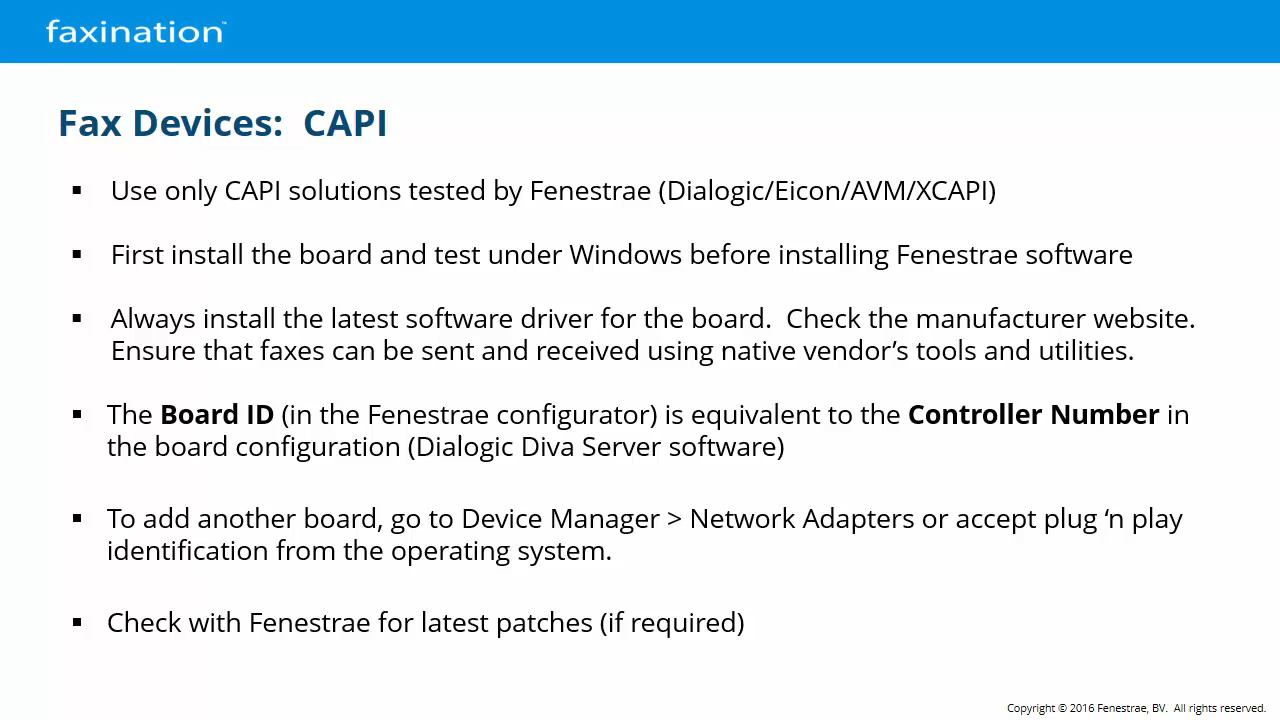 faxination™
Fax Devices:  CAPI
▪ Use only CAPI solutions tested by Fenestrae (Dialogic/Eicon/AVM/XCAPI)
▪ First install the board and test under Windows before installing Fenestrae software
▪ Always install the latest software driver for the board.  Check the manufacturer website.
Ensure that faxes can be sent and received using native vendor’s tools and utilities.
▪ The Board ID (in the Fenestrae configurator) is equivalent to the Controller Number in
the board configuration (Dialogic Diva Server software)
▪ To add another board, go to Device Manager > Network Adapters or accept plug ‘n play
identification from the operating system.
▪ Check with Fenestrae for latest patches (if required)
Copyright © 2016 Fenestrae, BV.  All rights reserved.